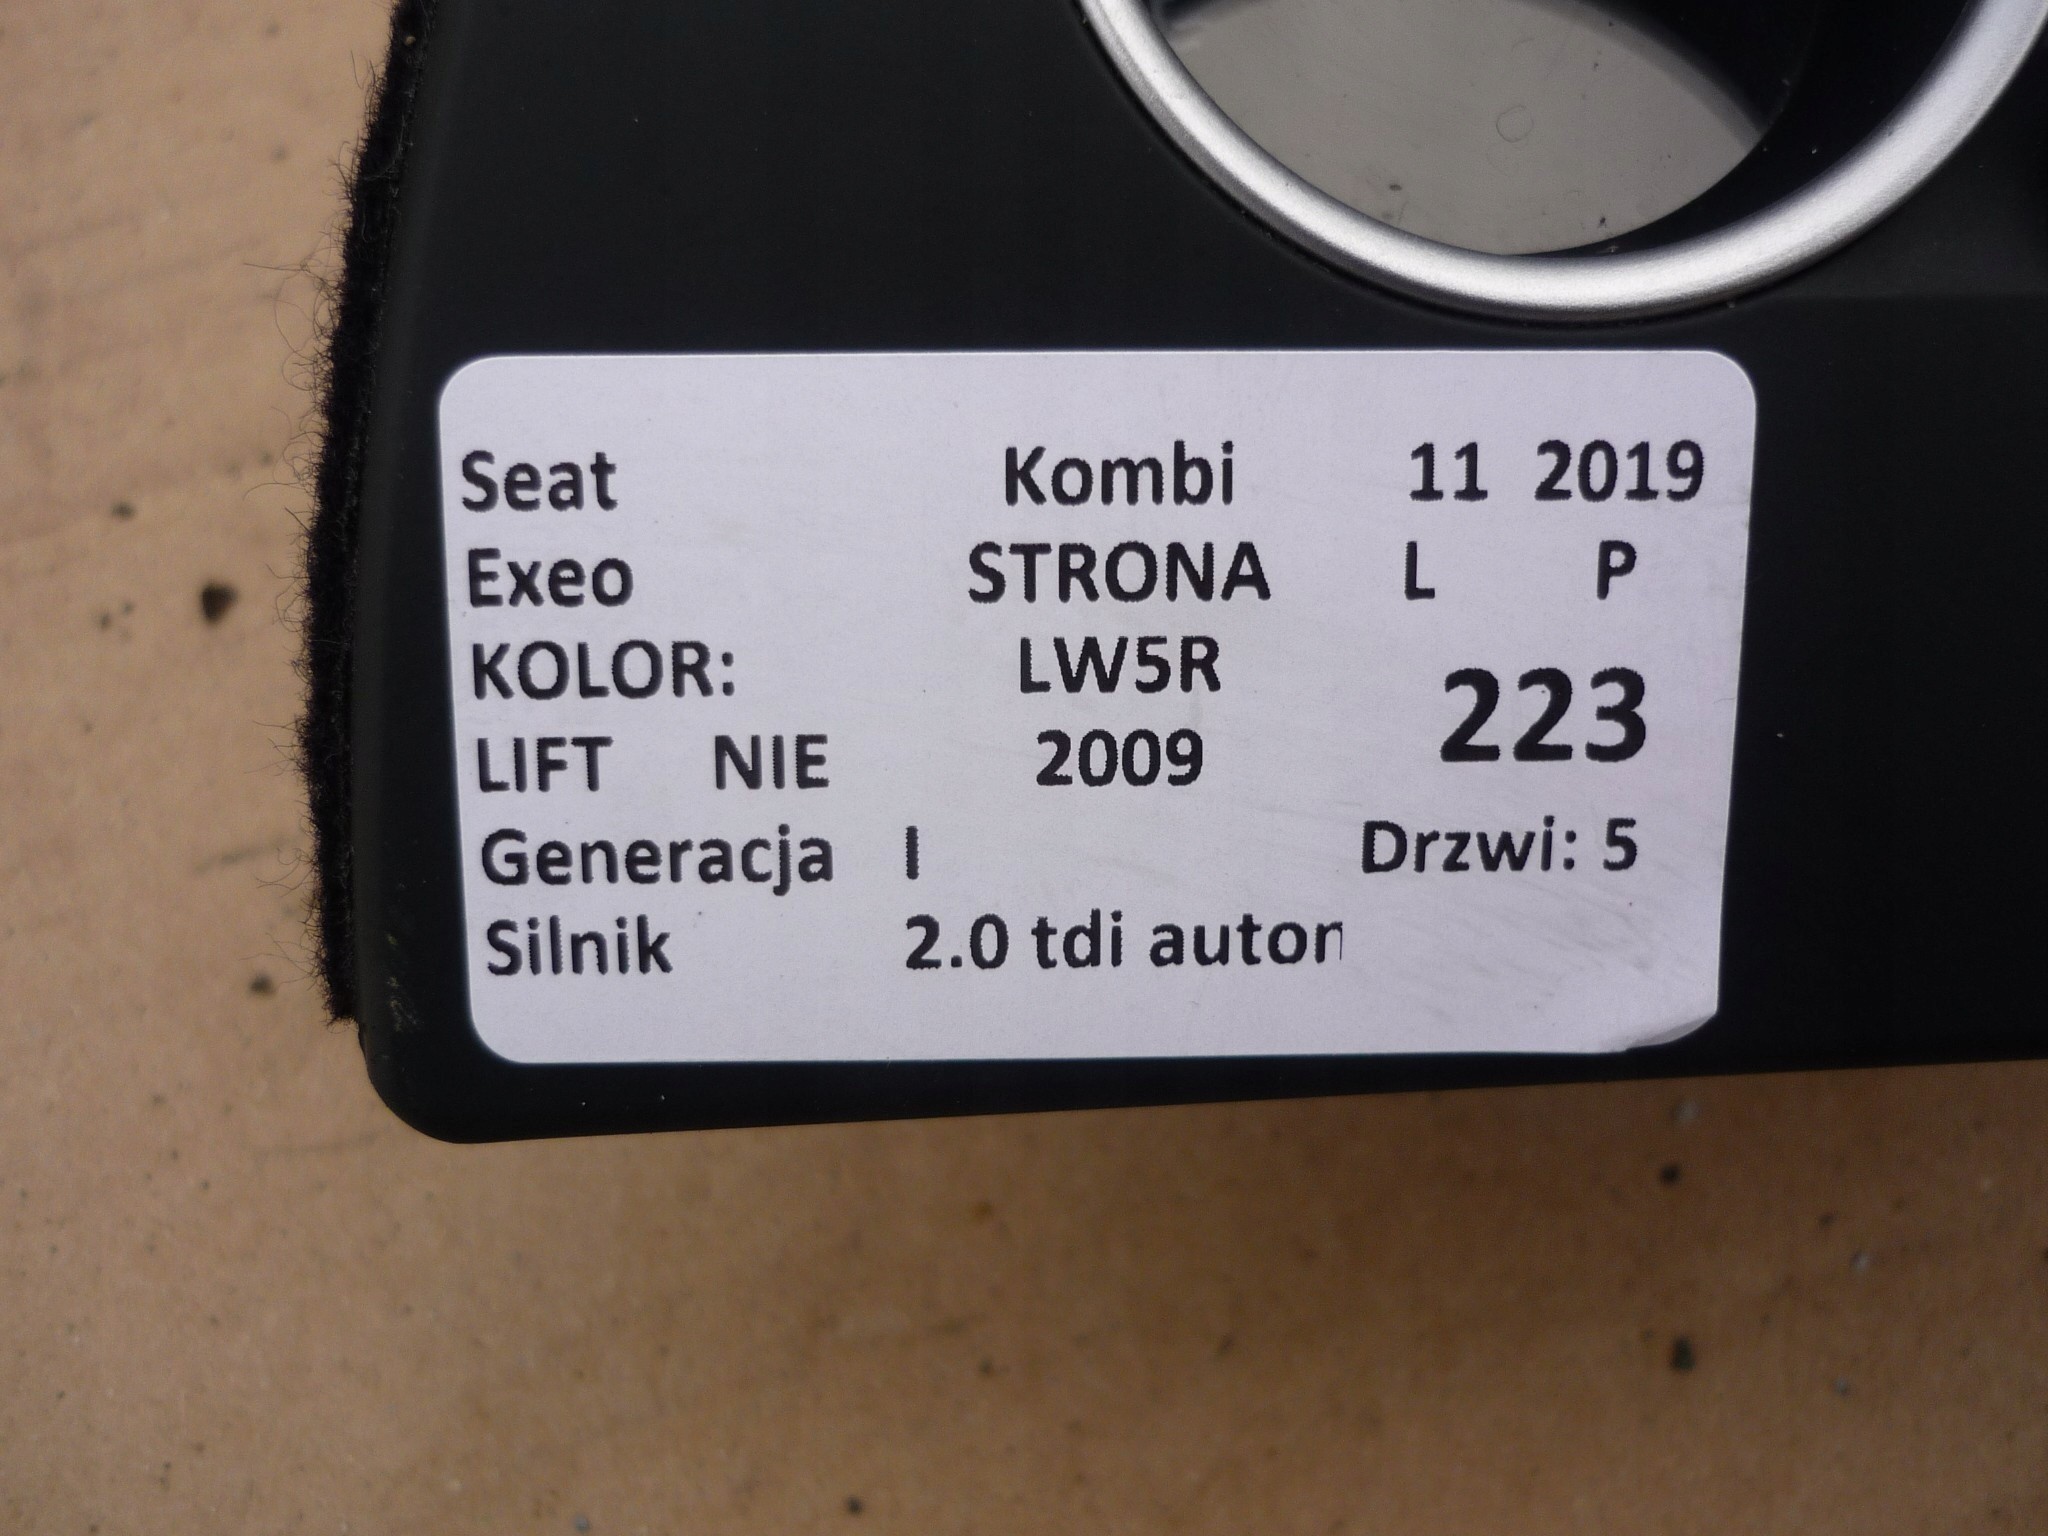 Seat Kombi 11 2019
Exeo STRONA L P
KOLOR: LW5R
223
LIFT NIE 2009
Generacja I Drzwi: 5
Silnik 2.0 tdi